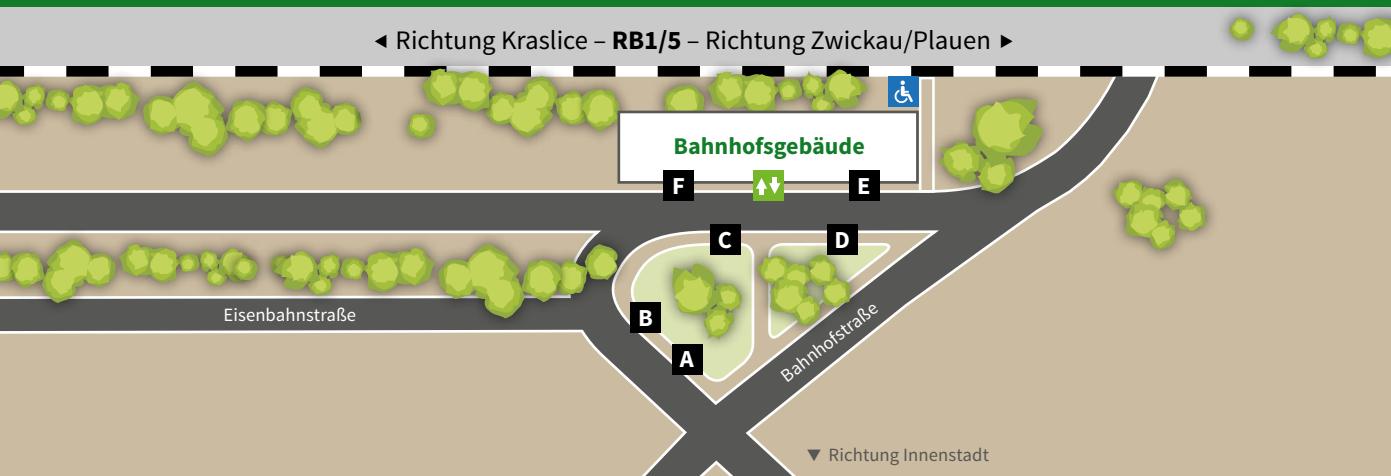 ◄ Richtung Kraslice – RB1/5 – Richtung Zwickau/Plauen ►
Bahnhofsgebäude
F
E
C
D
B
Eisenbahnstraße
A
Bahnhofstraße
▼ Richtung Innenstadt